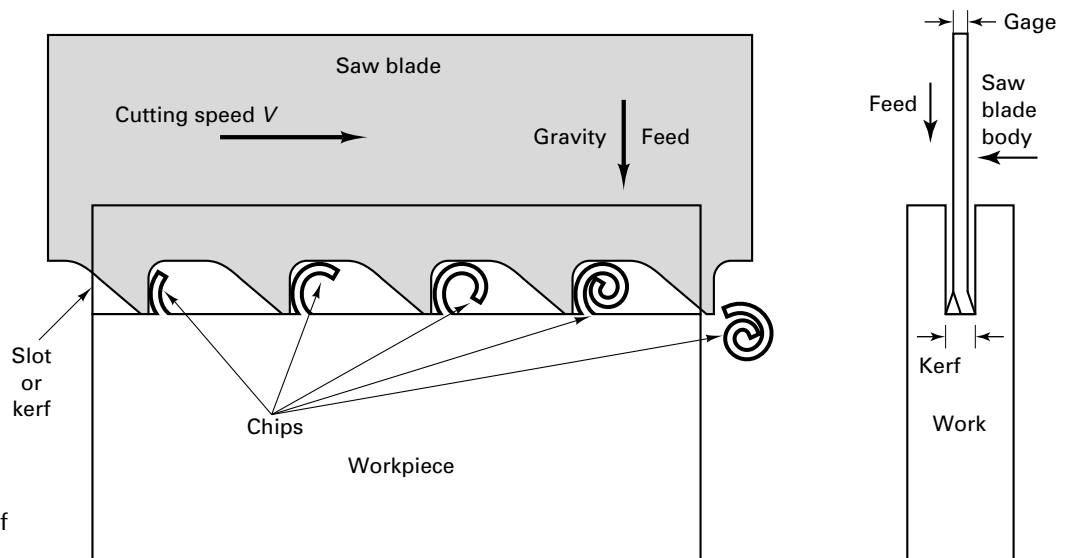 Saw blade
Cutting speed V
Gravity
Feed
Slot
or
kerf
Chips
Workpiece
f
Gage
Feed
Saw
blade
body
Kerf
Work